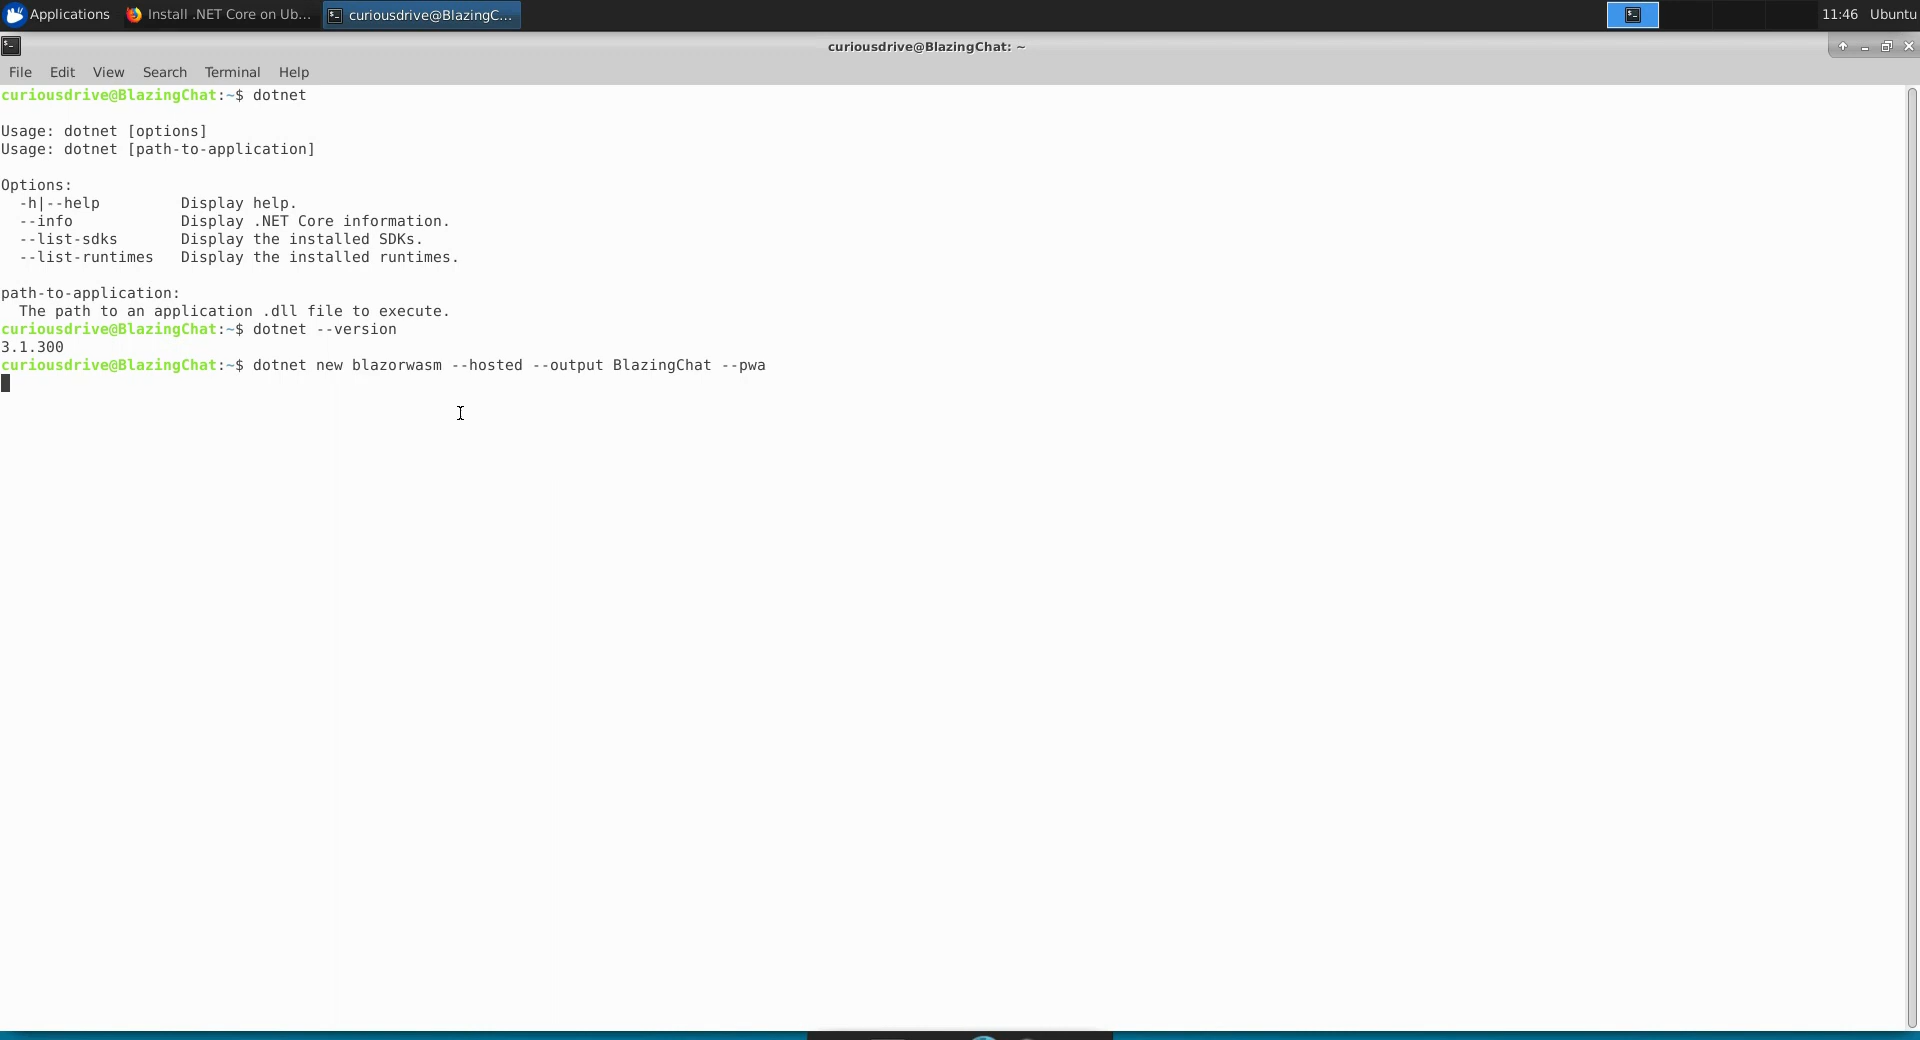 Applications Install .NET Core on Ub... curiousdrive@BlazingC... 11:46 Ubuntu
curiousdrive@BlazingChat: ~
File Edit View Search Terminal Help
curiousdrive@BlazingChat:~$ dotnet
Usage: dotnet [options]
Usage: dotnet [path-to-application]
Options:
-h|--help Display help.
--info Display .NET Core information.
--list-sdks Display the installed SDKs.
--list-runtimes Display the installed runtimes.
path-to-application:
The path to an application .dll file to execute.
curiousdrive@BlazingChat:~$ dotnet --version
3.1.300
curiousdrive@BlazingChat:~$ dotnet new blazorwasm --hosted --output BlazingChat --pwa